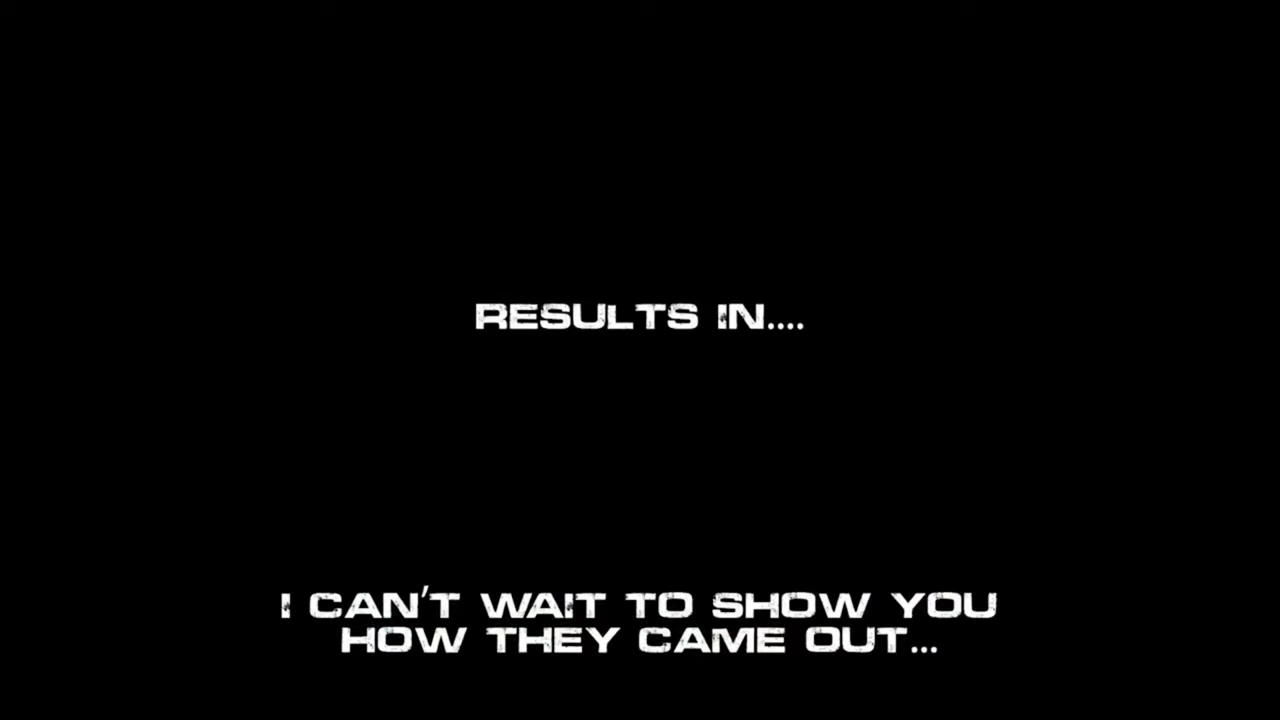 RESULTS IN....
I CAN'T WAIT TO SHOW YOU
HOW THEY CAME OUT...